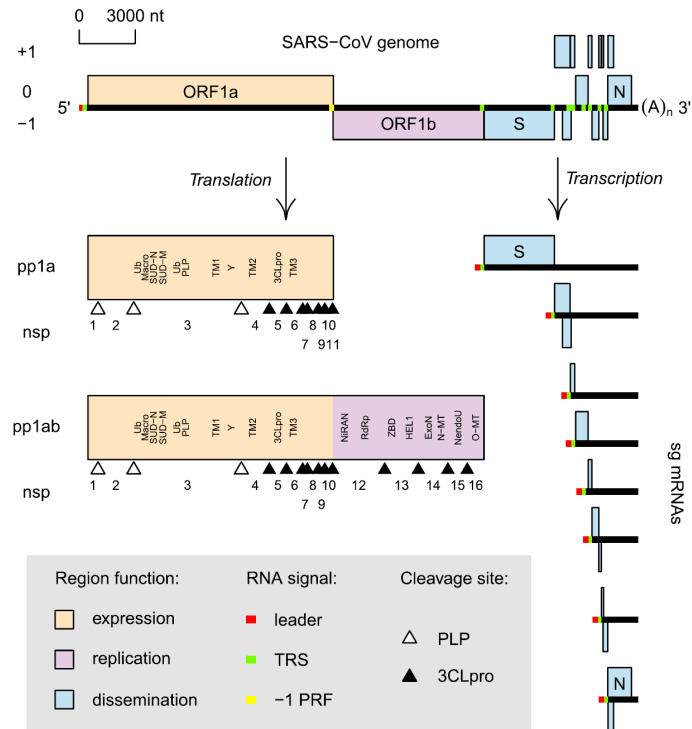 0 3000 nt
SARS−CoV genome
+1
0
−1
5'
ORF1a
ORF1b
S
N
(A)n 3'
Translation
Transcription
pp1a
Ub
Macro
SUD−N
SUD−M
Ub
PLP
TM1
Y
TM2
3CLpro
TM3
nsp
1 2 3 4 5 6 8 10
7 9 11
S
pp1ab
Ub
Macro
SUD−N
SUD−M
Ub
PLP
TM1
Y
TM2
3CLpro
TM3
NiRAN
RdRp
ZBD
HEL1
ExoN
N−MT
NendoU
O−MT
nsp
1 2 3 4 5 6 8 10 12 13 14 15 16
7 9
sg mRNAs
N
Region function:
expression
replication
dissemination
RNA signal:
leader
TRS
−1 PRF
Cleavage site:
PLP
3CLpro